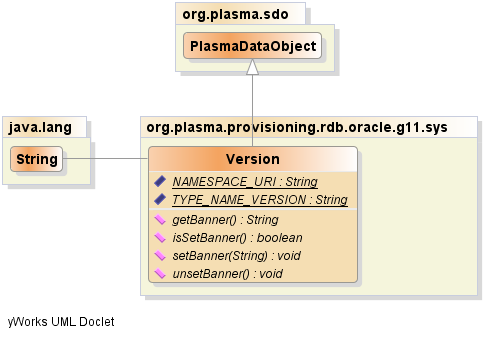 org.plasma.sdo
PlasmaDataObject
java.lang
String
org.plasma.provisioning.rdb.oracle.g11.sys
Version
NAMESPACE_URI : String
TYPE_NAME_VERSION : String
getBanner() : String
isSetBanner() : boolean
setBanner(String) : void
unsetBanner() : void
yWorks UML Doclet